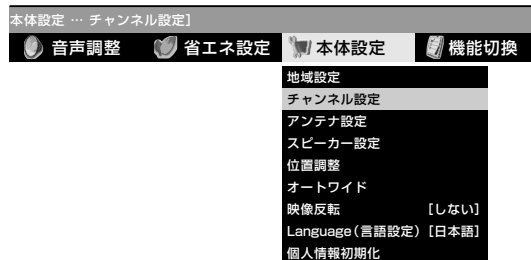 本体設定 … チャンネル設定]
音声調整 省エネ設定 本体設定 機能切換
地域設定
チャンネル設定
アンテナ設定
スピーカー設定
位置調整
オートワイド
映像反転 [しない]
Language(言語設定) [日本語]
個人情報初期化